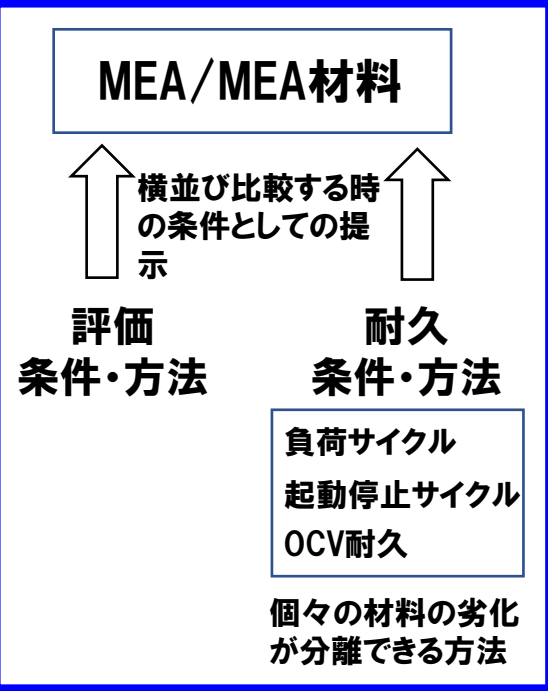 MEA/MEA材料
横並び比較する時
の条件としての提
示
評価
条件・方法
耐久
条件・方法
負荷サイクル
起動停止サイクル
OCV耐久
個々の材料の劣化
が分離できる方法